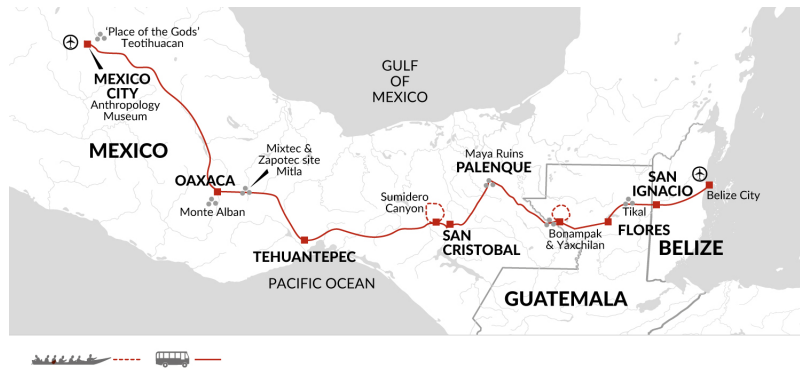 'Place of the Gods'
Teotihuacan
MEXICO
CITY
Anthropology
Museum
MEXICO
GULF
OF
MEXICO
Mixtec &
Zapotec site
Mitla
OAXACA
Monte Alban
TEHUANTEPEC
PACIFIC OCEAN
Sumidero
Canyon
SAN
CRISTOBAL
Maya Ruins
PALENQUE
Bonampak
& Yaxchilan
FLORES
Tikal
SAN
IGNACIO
Belize City
BELIZE
GUATEMALA